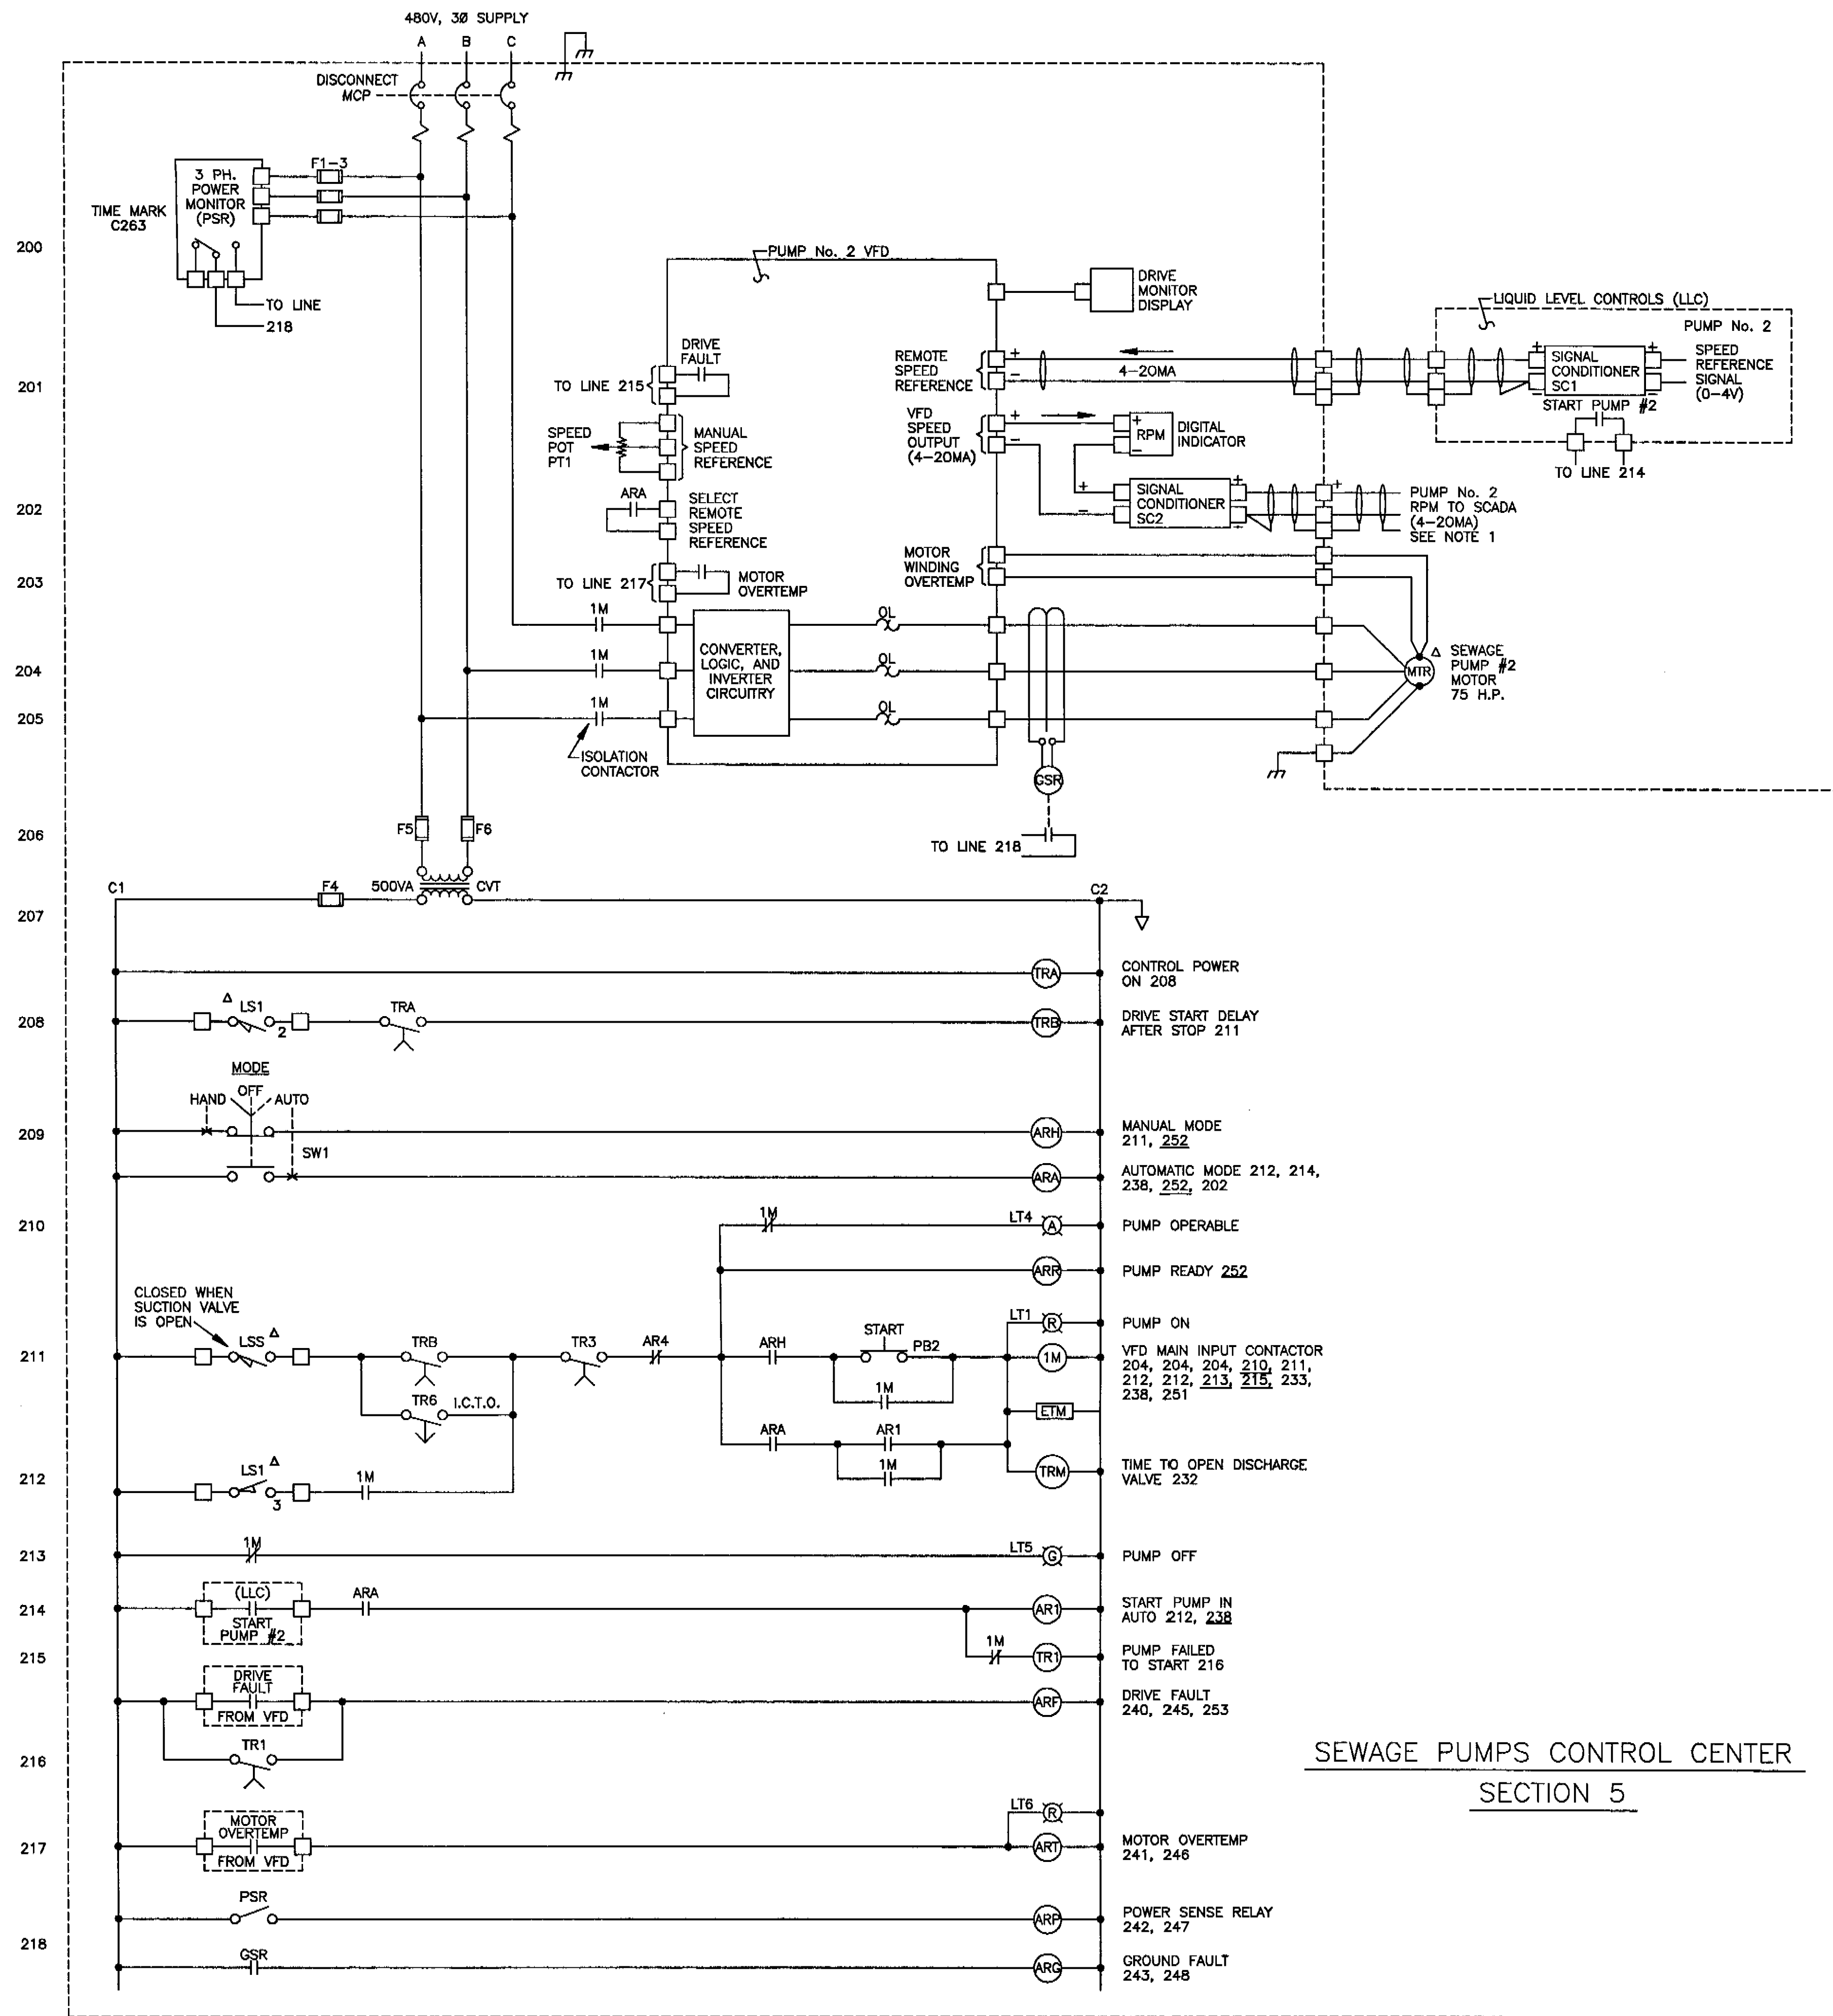 480V, 3Ø SUPPLY
A B C
DISCONNECT
MCP
F1-3
3 PH.
POWER
MONITOR
(PSR)
TIME MARK
C263
200
TO LINE
218
PUMP No. 2 VFD
DRIVE
MONITOR
DISPLAY
LIQUID LEVEL CONTROLS (LLC)
PUMP No. 2
DRIVE
FAULT
TO LINE 215
REMOTE
SPEED
REFERENCE
+
-
4-20MA
+
-
SIGNAL
CONDITIONER
SC1
+
-
SPEED
REFERENCE
SIGNAL
(0-4V)
201
START PUMP #2
TO LINE 214
SPEED
POT
PT1
MANUAL
SPEED
REFERENCE
VFD
SPEED
OUTPUT
(4-20MA)
+
-
+
RPM
-
DIGITAL
INDICATOR
202
ARA
SELECT
REMOTE
SPEED
REFERENCE
+
-
SIGNAL
CONDITIONER
SC2
+
-
+
PUMP No. 2
RPM TO SCADA
(4-20MA)
SEE NOTE 1
203
TO LINE 217
MOTOR
OVERTEMP
MOTOR
WINDING
OVERTEMP
1M
OL
204
1M
CONVERTER,
LOGIC, AND
INVERTER
CIRCUITRY
OL
MTR
Δ SEWAGE
PUMP #2
MOTOR
75 H.P.
205
1M
OL
ISOLATION
CONTACTOR
GSR
206
F5
F6
TO LINE 218
C1
F4
500VA
CVT
C2
207
TRA
CONTROL POWER
ON 208
208
Δ
LS1
2
TRA
TRB
DRIVE START DELAY
AFTER STOP 211
MODE
OFF
HAND
AUTO
209
ARH
MANUAL MODE
211, 252
SW1
ARA
AUTOMATIC MODE 212, 214,
238, 252, 202
210
1M
LT4
A
PUMP OPERABLE
ARR
PUMP READY 252
CLOSED WHEN
SUCTION VALVE
IS OPEN
LT1
R
PUMP ON
211
LSS Δ
TRB
TR3
AR4
ARH
START
PB2
1M
VFD MAIN INPUT CONTACTOR
204, 204, 204, 210, 211,
212, 212, 213, 215, 233,
238, 251
TR6
I.C.T.O.
1M
ETM
ARA
AR1
1M
212
LS1 Δ
3
1M
TRM
TIME TO OPEN DISCHARGE
VALVE 232
213
1M
LT5
G
PUMP OFF
214
(LLC)
START
PUMP #2
ARA
AR1
START PUMP IN
AUTO 212, 238
215
1M
TR1
PUMP FAILED
TO START 216
DRIVE
FAULT
FROM VFD
ARF
DRIVE FAULT
240, 245, 253
216
TR1
SEWAGE PUMPS CONTROL CENTER
SECTION 5
LT6
R
217
MOTOR
OVERTEMP
FROM VFD
ART
MOTOR OVERTEMP
241, 246
PSR
ARP
POWER SENSE RELAY
242, 247
218
GSR
ARG
GROUND FAULT
243, 248